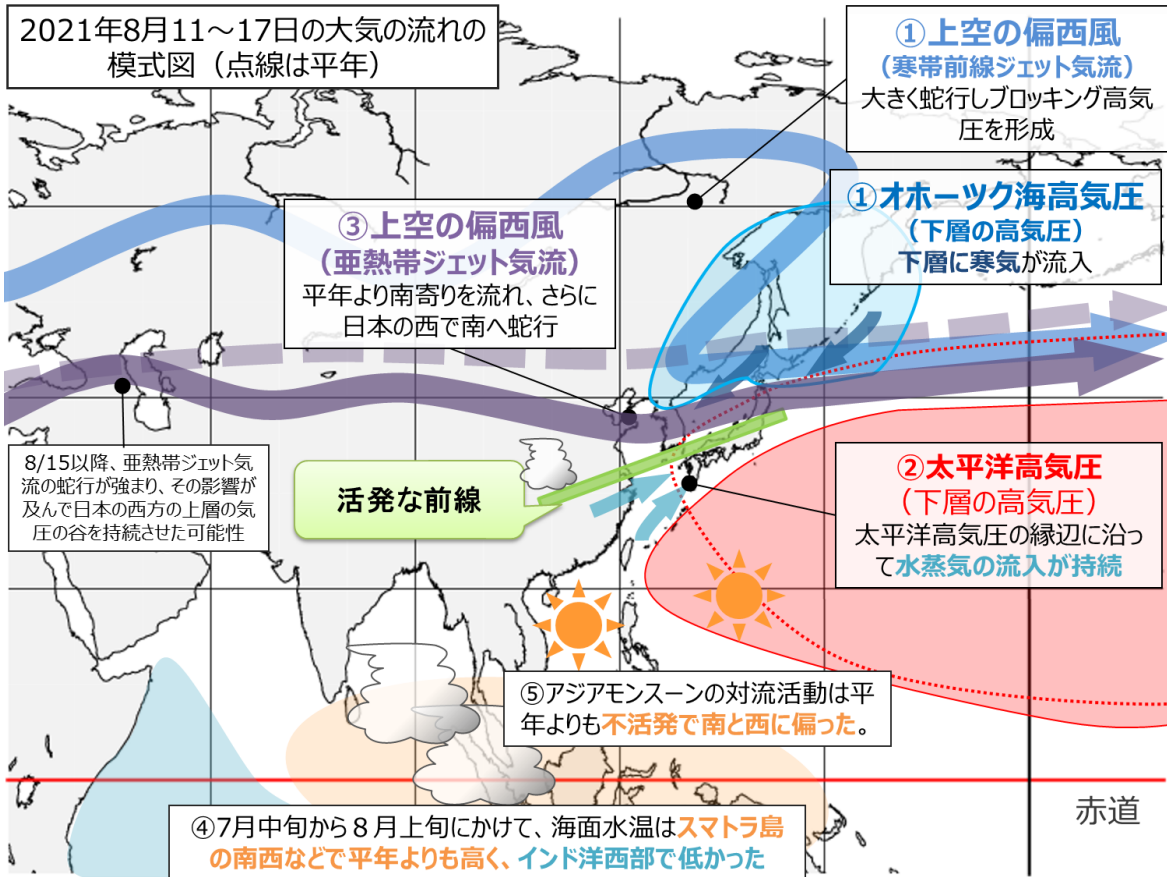 2021年8月11～17日の大気の流れの
模式図（点線は平年）
①上空の偏西風
（寒帯前線ジェット気流）
大きく蛇行しブロッキング高気
圧を形成
①オホーツク海高気圧
（下層の高気圧）
下層に寒気が流入
③上空の偏西風
（亜熱帯ジェット気流）
平年より南寄りを流れ、さらに
日本の西で南へ蛇行
8/15以降、亜熱帯ジェット気
流の蛇行が強まり、その影響が
及んで日本の西方の上層の気
圧の谷を持続させた可能性
活発な前線
②太平洋高気圧
（下層の高気圧）
太平洋高気圧の縁辺に沿っ
て水蒸気の流入が持続
⑤アジアモンスーンの対流活動は平
年よりも不活発で南と西に偏った。
赤道
④7月中旬から８月上旬にかけて、海面水温はスマトラ島
の南西などで平年よりも高く、インド洋西部で低かった